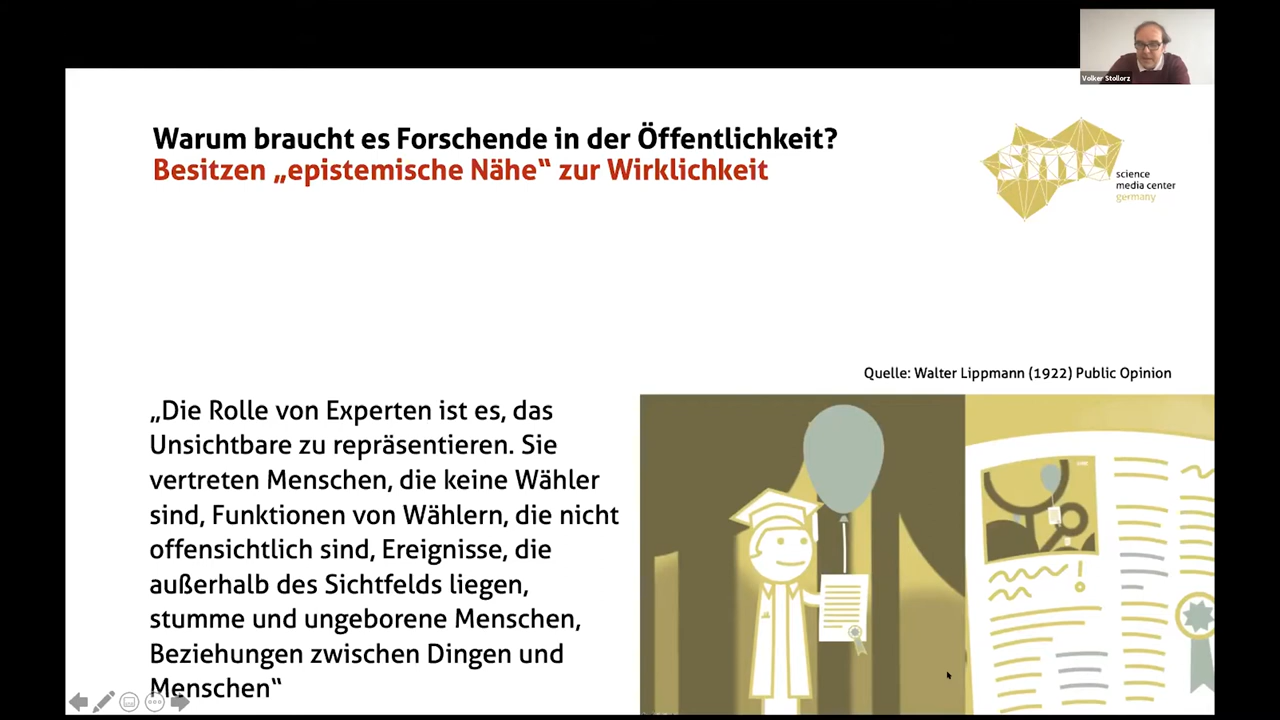 Volker Stollorz
Warum braucht es Forschende in der Öffentlichkeit?
Besitzen „epistemische Nähe“ zur Wirklichkeit
smc
science
media center
germany
Quelle: Walter Lippmann (1922) Public Opinion
„Die Rolle von Experten ist es, das
Unsichtbare zu repräsentieren. Sie
vertreten Menschen, die keine Wähler
sind, Funktionen von Wählern, die nicht
offensichtlich sind, Ereignisse, die
außerhalb des Sichtfelds liegen,
stumme und ungeborene Menschen,
Beziehungen zwischen Dingen und
Menschen“